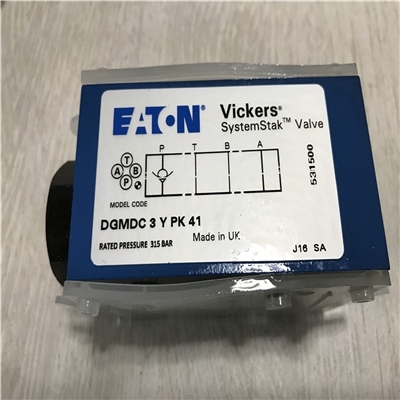 EATON Vickers®
SystemStak™ Valve
P T B A
T
A B
P
MODEL CODE
DGMDC 3 Y PK 41
RATED PRESSURE 315 BAR
Made in UK
531500
J16 SA